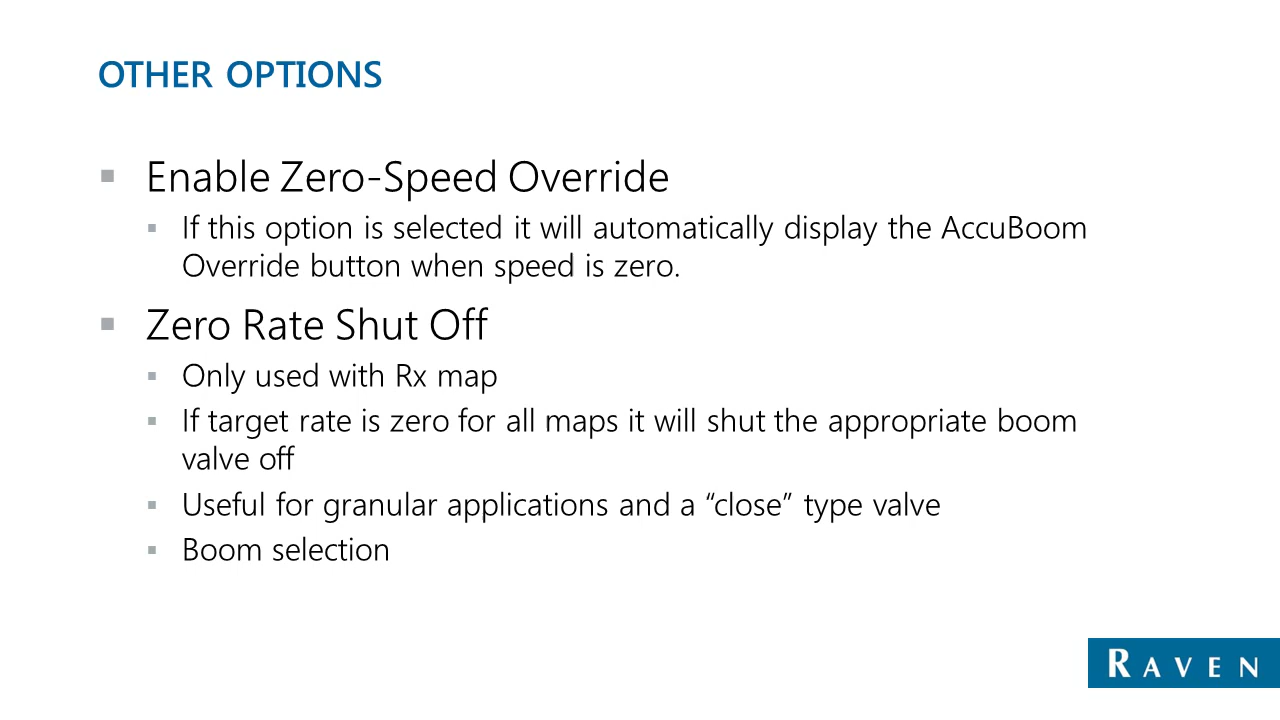 OTHER OPTIONS
Enable Zero-Speed Override
If this option is selected it will automatically display the AccuBoom
Override button when speed is zero.
Zero Rate Shut Off
Only used with Rx map
If target rate is zero for all maps it will shut the appropriate boom
valve off
Useful for granular applications and a “close” type valve
Boom selection
RAVEN